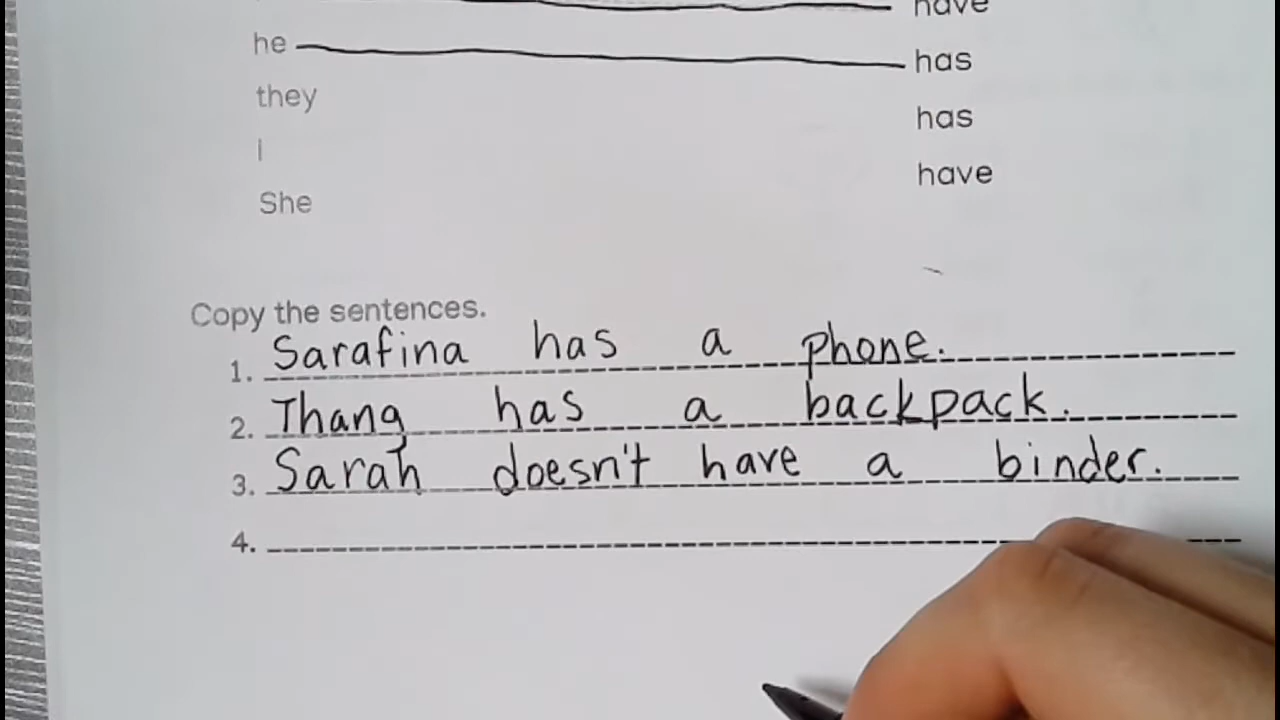 have
he has
they has
I have
She
Copy the sentences.
1. Sarafina has a phone.
2. Thang has a backpack.
3. Sarah doesn't have a binder.
4.